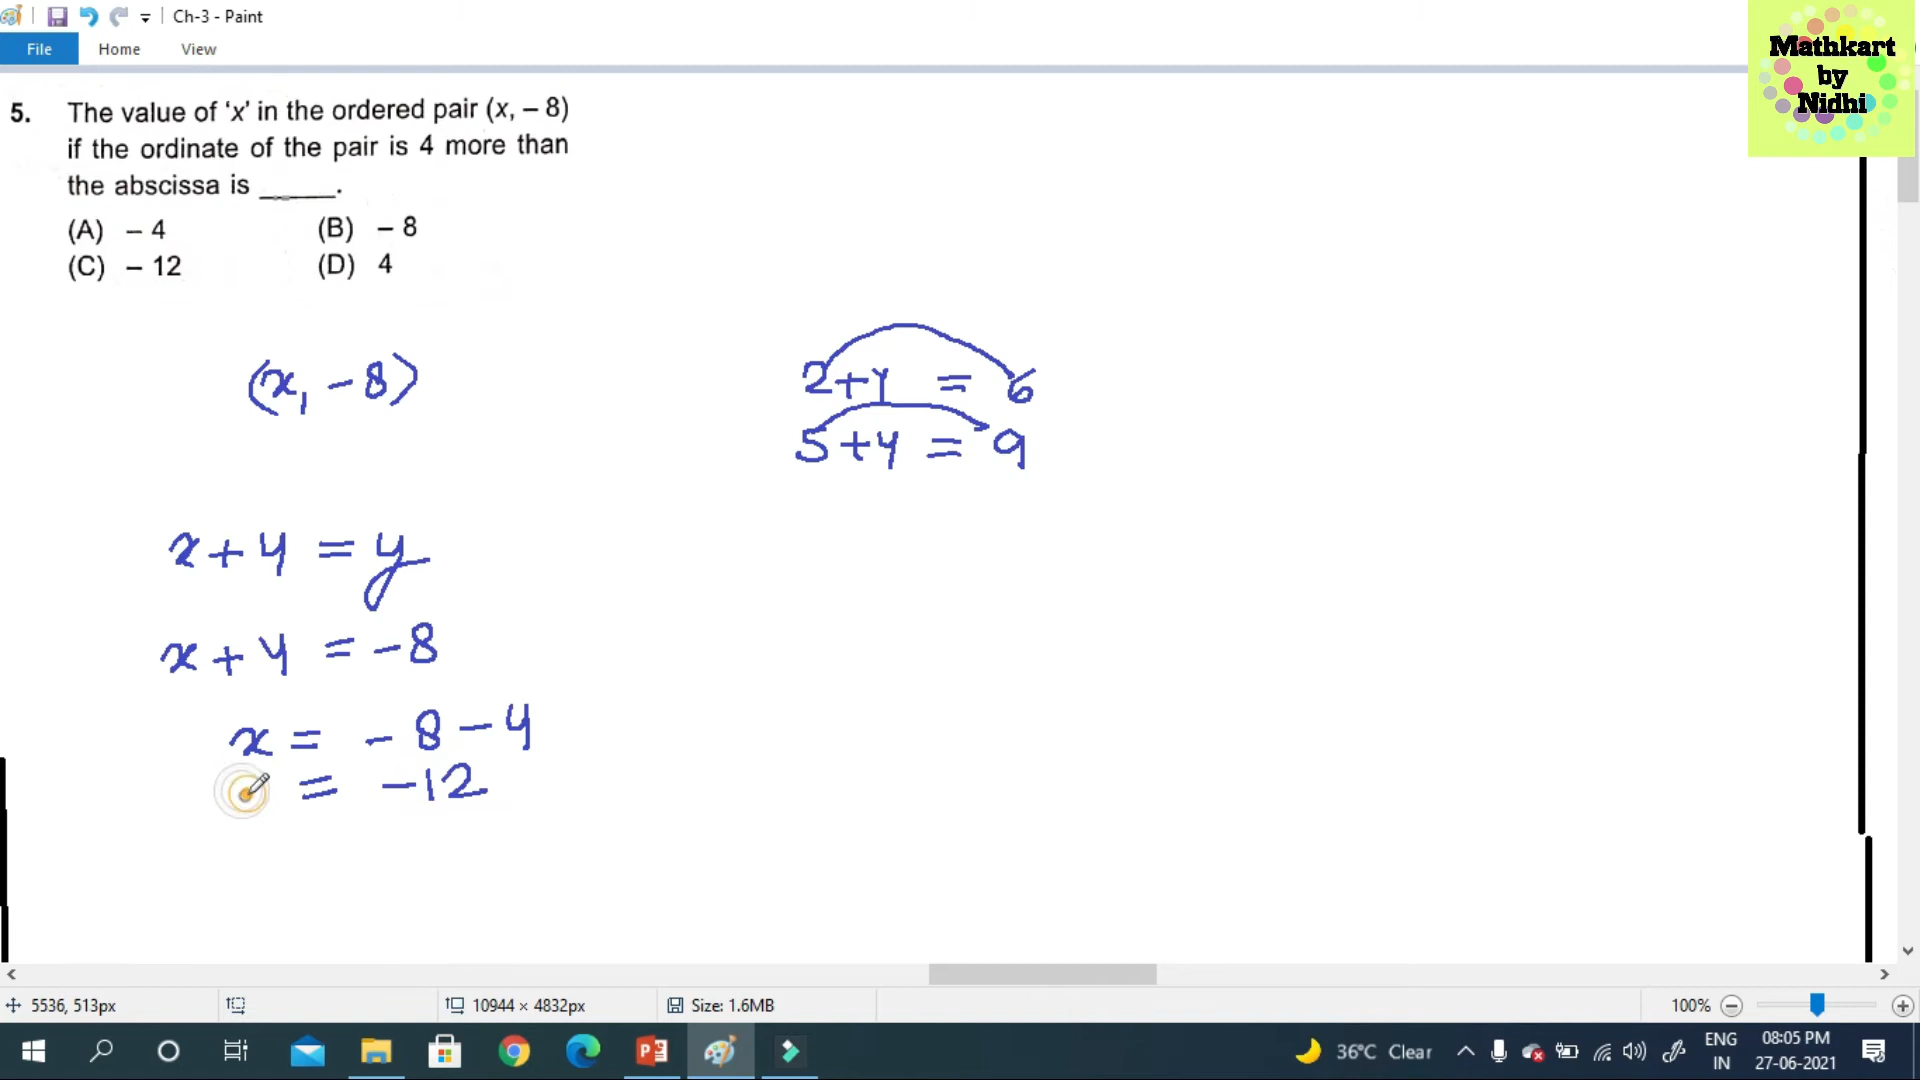 Ch-3 - Paint
File Home View
Mathkart
by
Nidhi
5. The value of ‘x’ in the ordered pair (x, – 8)
if the ordinate of the pair is 4 more than
the abscissa is _____.
(A) – 4 (B) – 8
(C) – 12 (D) 4
(x, -8)
2+4 = 6
5+4 = 9
x+4 = y
x+4 = -8
x = -8-4
= -12
5536, 513px 10944 × 4832px Size: 1.6MB 100%
36°C Clear ENG 08:05 PM
IN 27-06-2021